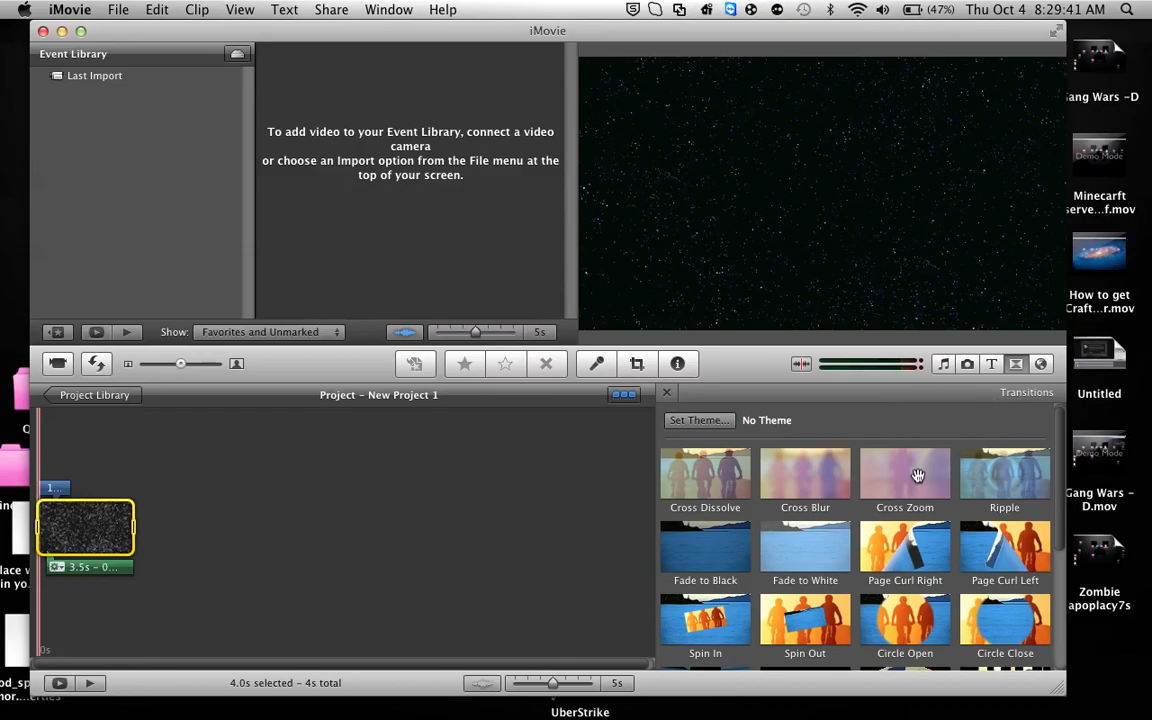 iMovie File Edit Clip View Text Share Window Help (47%) Thu Oct 4 8:29:41 AM
iMovie
Event Library
Last Import
To add video to your Event Library, connect a video
camera
or choose an Import option from the File menu at the
top of your screen.
Gang Wars -D
Minecarft
serve...f.mov
How to get
Craft...r.mov
Untitled
Gang Wars -
D.mov
Zombie
apoplacy7s
Show: Favorites and Unmarked 5s
Project Library
Project - New Project 1
Transitions
Set Theme... No Theme
Cross Dissolve Cross Blur Cross Zoom Ripple
Fade to Black Fade to White Page Curl Right Page Curl Left
Spin In Spin Out Circle Open Circle Close
1...
3.5s - 0...
0s
4.0s selected - 4s total 5s
UberStrike